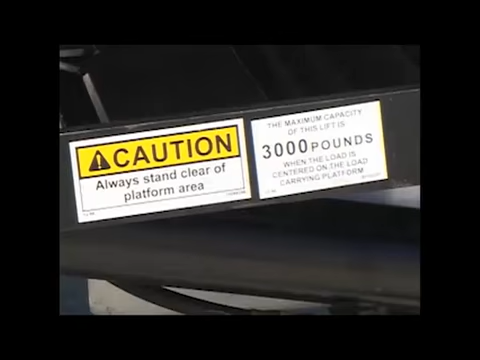 CAUTION
Always stand clear of
platform area
THE MAXIMUM CAPACITY
OF THIS LIFT IS
3000 POUNDS
WHEN THE LOAD IS
CENTERED ON THE LOAD
CARRYING PLATFORM